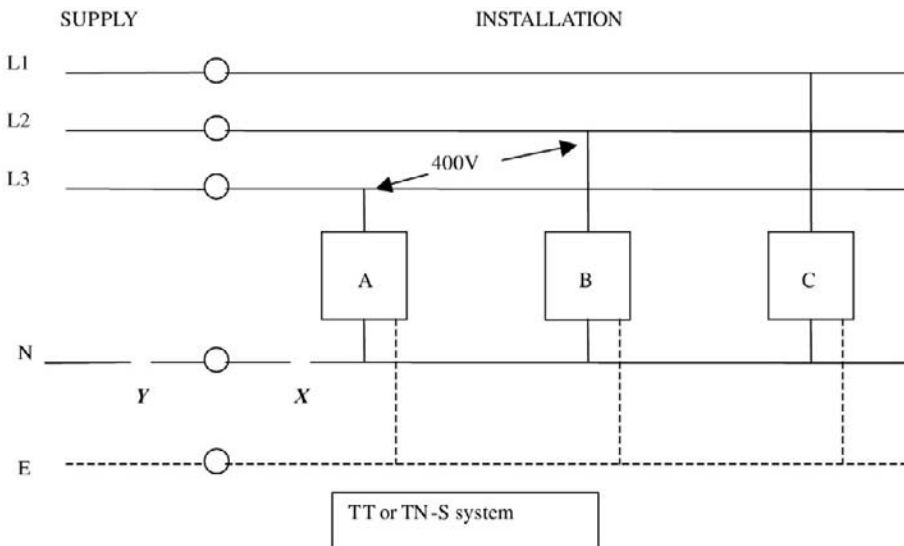 SUPPLY INSTALLATION
L1
L2
400V
L3
A B C
N
Y X
E
TT or TN-S system